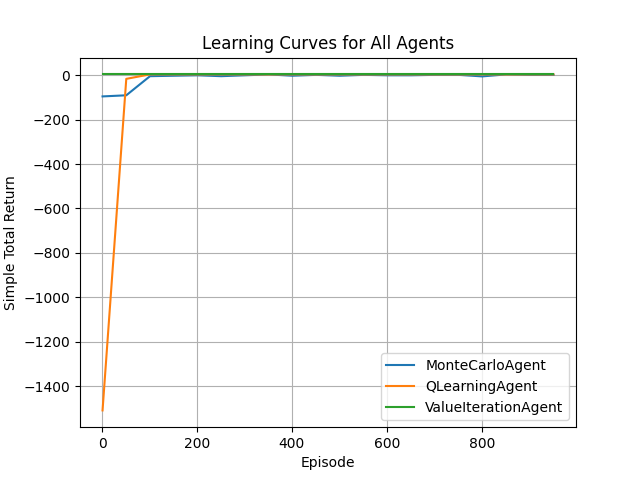 Learning Curves for All Agents
Simple Total Return
0
−200
−400
−600
−800
−1000
−1200
−1400
0 200 400 600 800
Episode
MonteCarloAgent
QLearningAgent
ValueIterationAgent